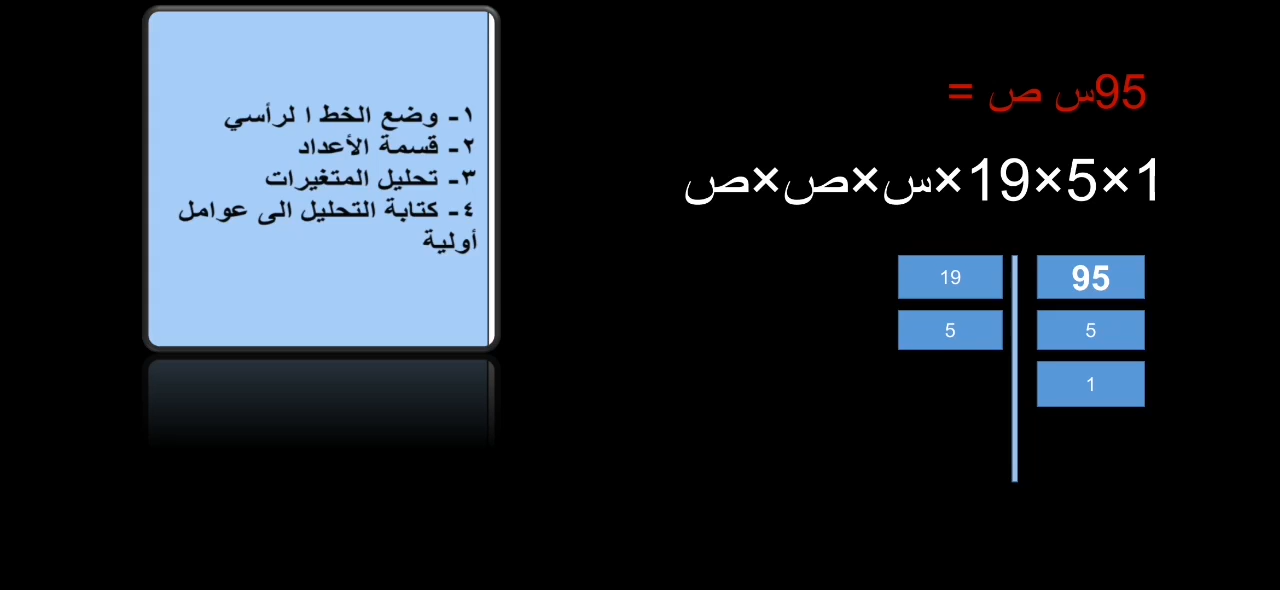 95س ص =
1×5×19×س×ص×ص
95
19
5
5
1
١- وضع الخط ا لرأسي
٢- قسمة الأعداد
٣- تحليل المتغيرات
٤- كتابة التحليل الى عوامل
أولية